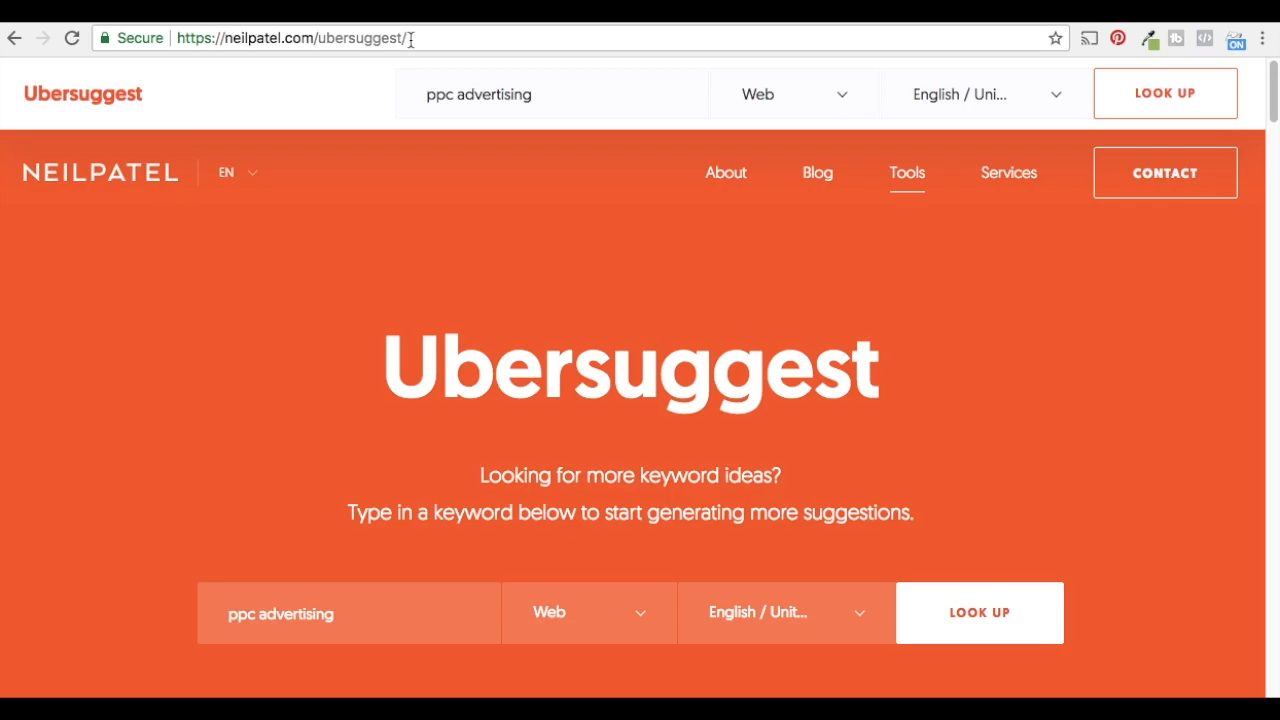 Secure https://neilpatel.com/ubersuggest/
ON
Ubersuggest ppc advertising Web English / Uni... LOOK UP
NEILPATEL EN About Blog Tools Services CONTACT
Ubersuggest
Looking for more keyword ideas?
Type in a keyword below to start generating more suggestions.
ppc advertising Web English / Unit... LOOK UP